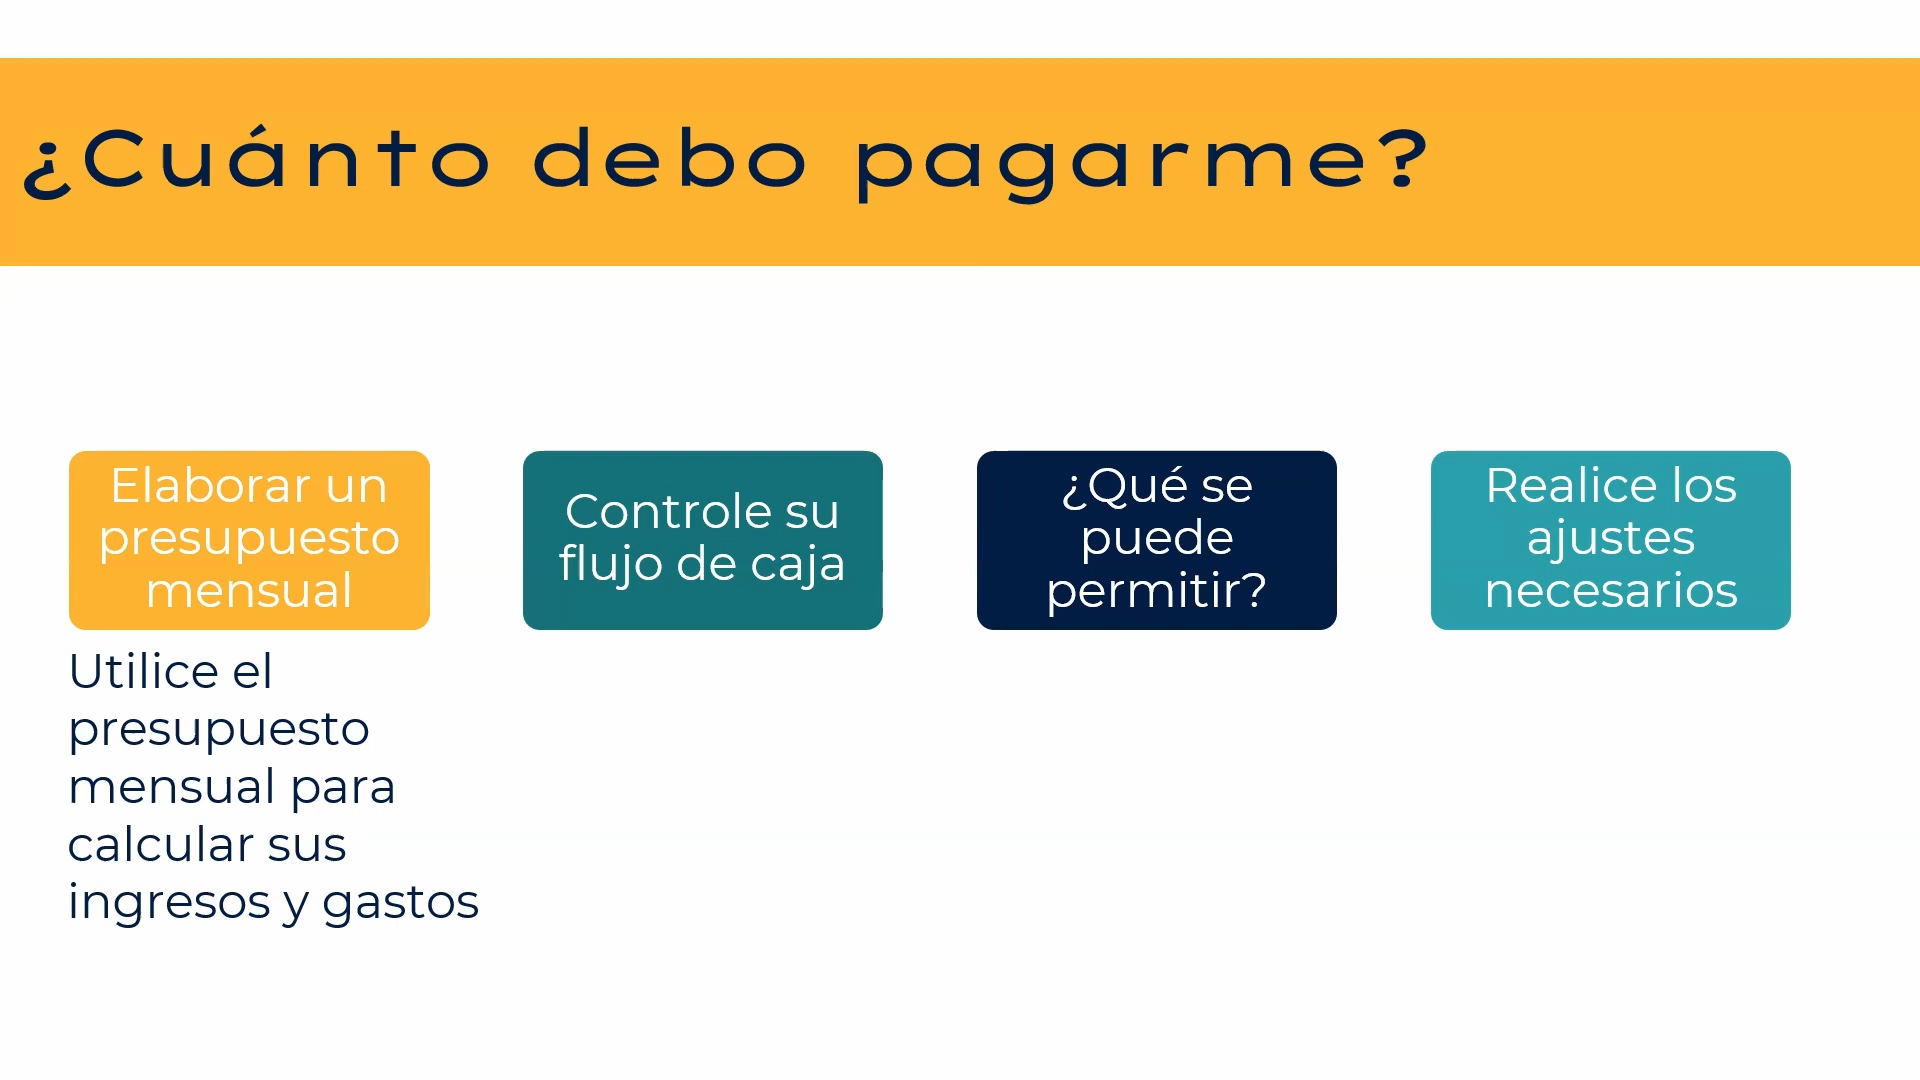 ¿Cuánto debo pagarme?
Elaborar un
presupuesto
mensual
Utilice el
presupuesto
mensual para
calcular sus
ingresos y gastos
Controle su
flujo de caja
¿Qué se
puede
permitir?
Realice los
ajustes
necesarios